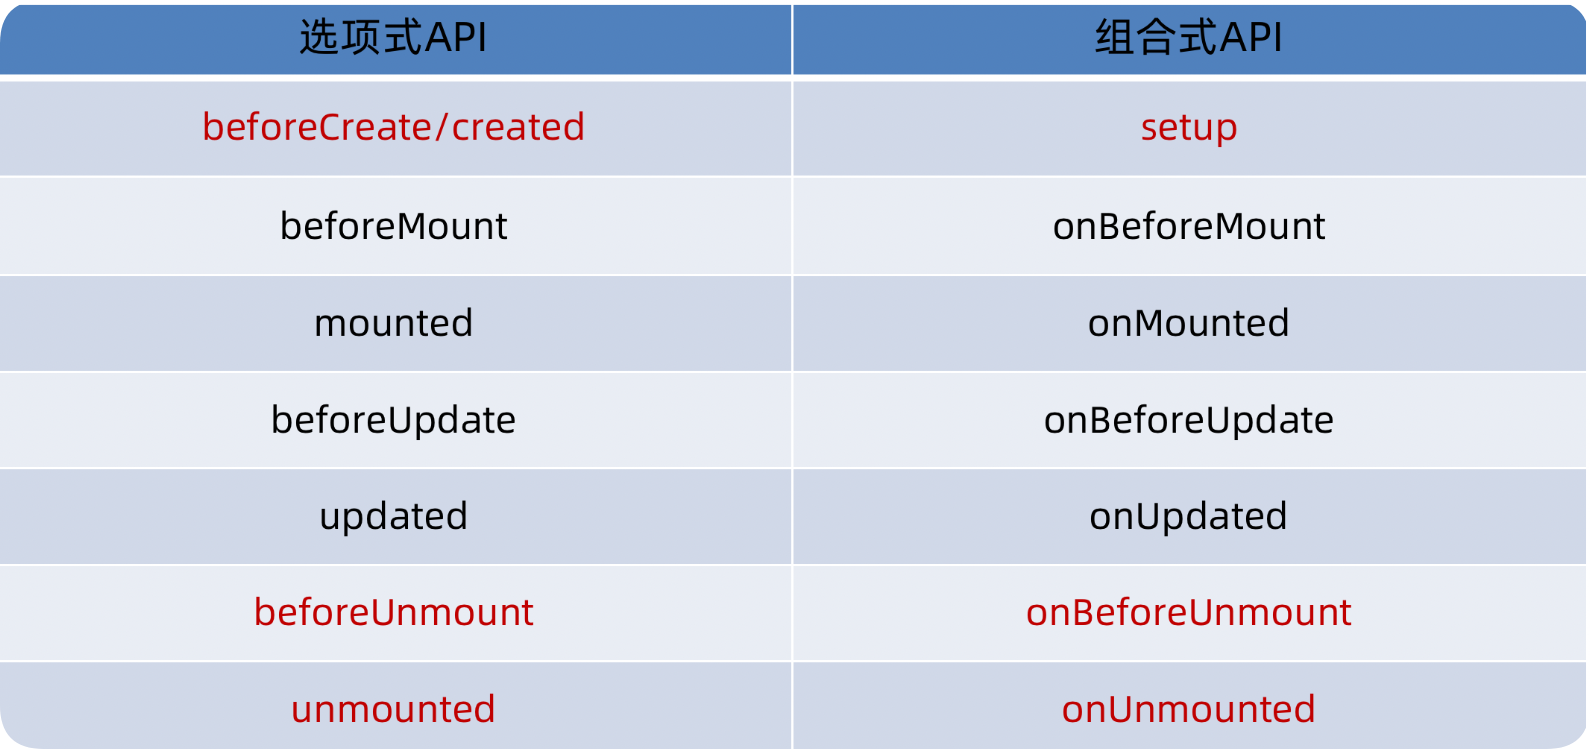 选项式API 组合式API
beforeCreate/created setup
beforeMount onBeforeMount
mounted onMounted
beforeUpdate onBeforeUpdate
updated onUpdated
beforeUnmount onBeforeUnmount
unmounted onUnmounted